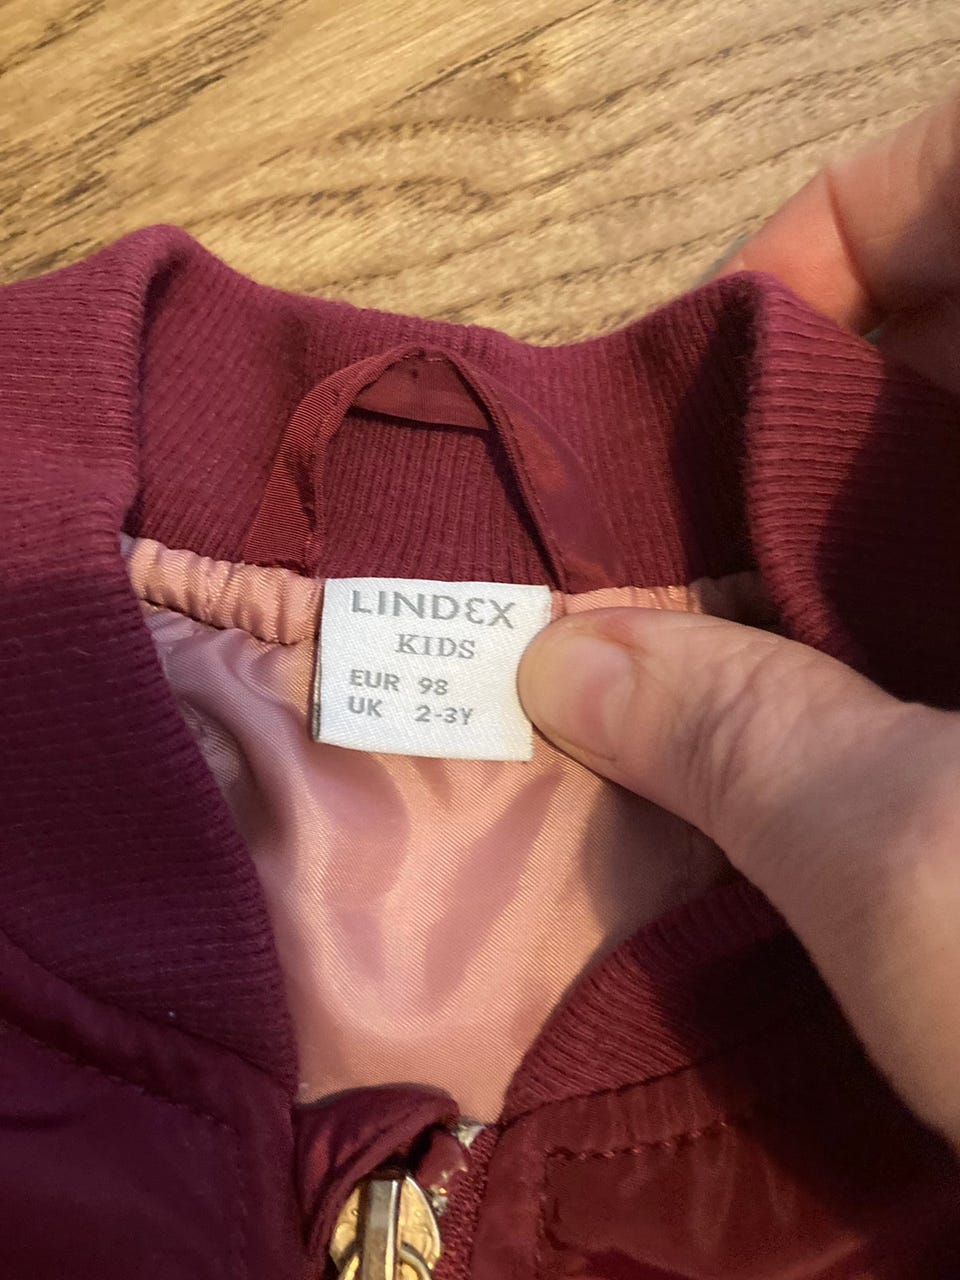 LINDEX
KIDS
EUR 98
UK 2-3Y